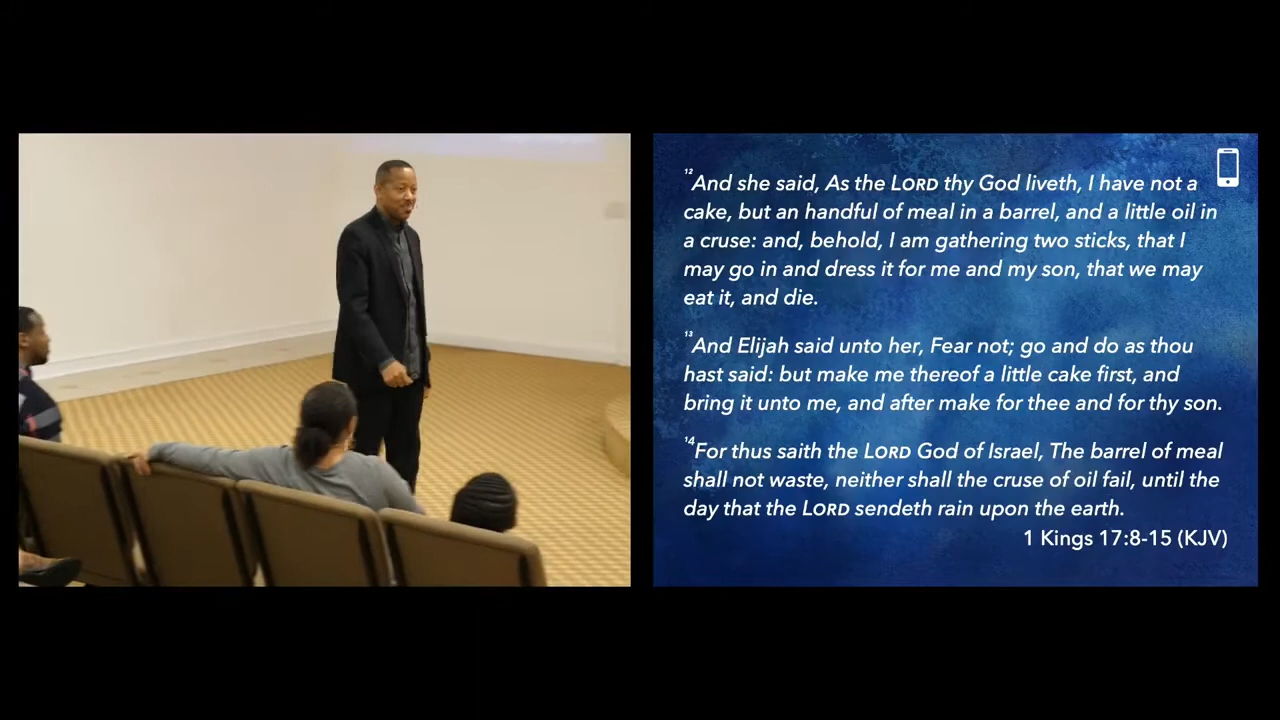 12And she said, As the LORD thy God liveth, I have not a
cake, but an handful of meal in a barrel, and a little oil in
a cruse: and, behold, I am gathering two sticks, that I
may go in and dress it for me and my son, that we may
eat it, and die.
13And Elijah said unto her, Fear not; go and do as thou
hast said: but make me thereof a little cake first, and
bring it unto me, and after make for thee and for thy son.
14For thus saith the LORD God of Israel, The barrel of meal
shall not waste, neither shall the cruse of oil fail, until the
day that the LORD sendeth rain upon the earth.
1 Kings 17:8-15 (KJV)